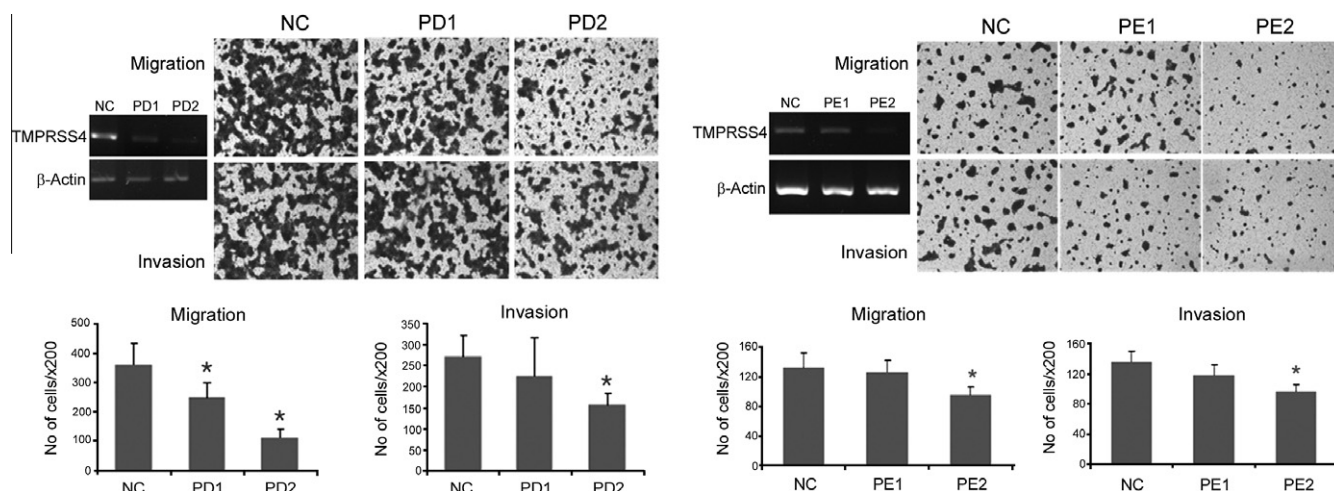 NC PD1 PD2
Migration
NC PD1 PD2
TMPRSS4
β-Actin
Invasion
NC PE1 PE2
Migration
NC PE1 PE2
TMPRSS4
β-Actin
Invasion
Migration
No of cells/x200
500
400
300
200
100
0
*
*
NC PD1 PD2
Invasion
No of cells/x200
350
300
250
200
150
100
50
0
*
NC PD1 PD2
Migration
No of cells/x200
160
120
80
40
0
*
NC PE1 PE2
Invasion
No of cells/x200
160
120
80
40
0
*
NC PE1 PE2